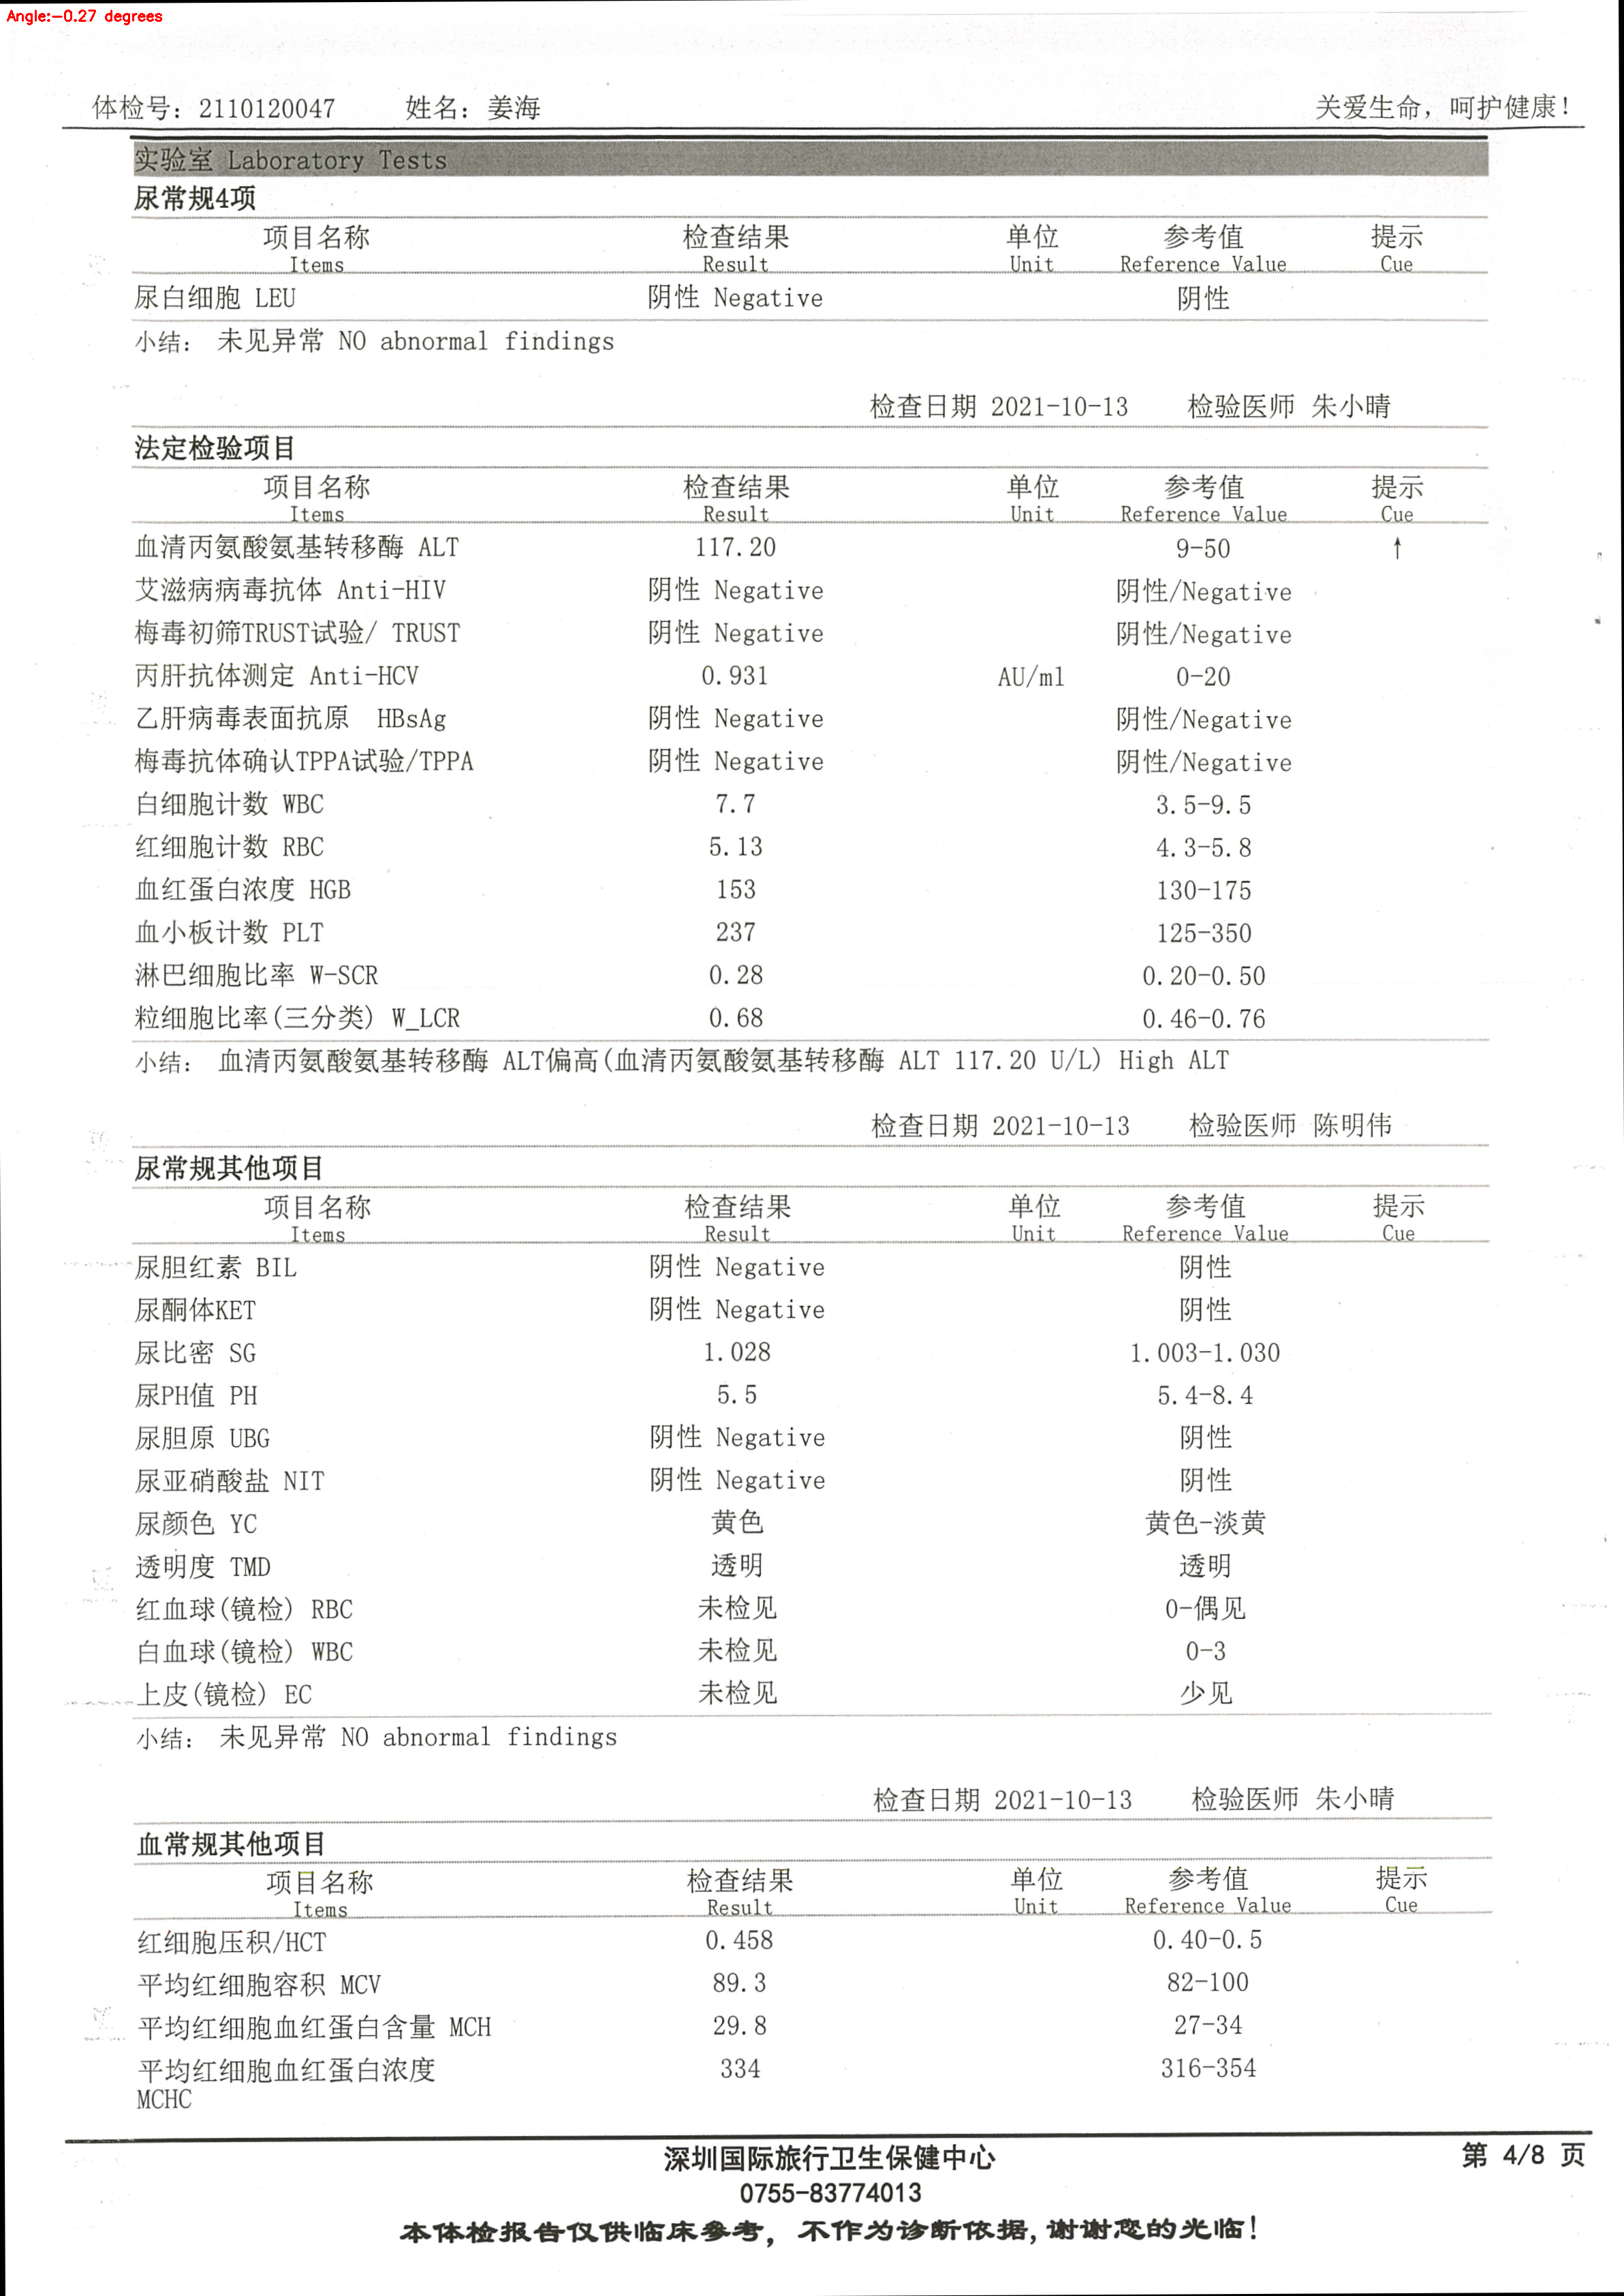 Angle:-0.27 degrees
体检号：2110120047 姓名：姜海 关爱生命，呵护健康！
实验室 Laboratory Tests
尿常规4项
项目名称 检查结果 单位 参考值 提示
Items Result Unit Reference Value Cue
尿白细胞 LEU 阴性 Negative 阴性
小结： 未见异常 NO abnormal findings
检查日期 2021-10-13 检验医师 朱小晴
法定检验项目
项目名称 检查结果 单位 参考值 提示
Items Result Unit Reference Value Cue
血清丙氨酸氨基转移酶 ALT 117.20 9-50 ↑
艾滋病病毒抗体 Anti-HIV 阴性 Negative 阴性/Negative
梅毒初筛TRUST试验/ TRUST 阴性 Negative 阴性/Negative
丙肝抗体测定 Anti-HCV 0.931 AU/ml 0-20
乙肝病毒表面抗原 HBsAg 阴性 Negative 阴性/Negative
梅毒抗体确认TPPA试验/TPPA 阴性 Negative 阴性/Negative
白细胞计数 WBC 7.7 3.5-9.5
红细胞计数 RBC 5.13 4.3-5.8
血红蛋白浓度 HGB 153 130-175
血小板计数 PLT 237 125-350
淋巴细胞比率 W-SCR 0.28 0.20-0.50
粒细胞比率(三分类) W_LCR 0.68 0.46-0.76
小结： 血清丙氨酸氨基转移酶 ALT偏高(血清丙氨酸氨基转移酶 ALT 117.20 U/L) High ALT
检查日期 2021-10-13 检验医师 陈明伟
尿常规其他项目
项目名称 检查结果 单位 参考值 提示
Items Result Unit Reference Value Cue
尿胆红素 BIL 阴性 Negative 阴性
尿酮体KET 阴性 Negative 阴性
尿比密 SG 1.028 1.003-1.030
尿PH值 PH 5.5 5.4-8.4
尿胆原 UBG 阴性 Negative 阴性
尿亚硝酸盐 NIT 阴性 Negative 阴性
尿颜色 YC 黄色 黄色-淡黄
透明度 TMD 透明 透明
红血球(镜检) RBC 未检见 0-偶见
白血球(镜检) WBC 未检见 0-3
上皮(镜检) EC 未检见 少见
小结： 未见异常 NO abnormal findings
检查日期 2021-10-13 检验医师 朱小晴
血常规其他项目
项目名称 检查结果 单位 参考值 提示
Items Result Unit Reference Value Cue
红细胞压积/HCT 0.458 0.40-0.5
平均红细胞容积 MCV 89.3 82-100
平均红细胞血红蛋白含量 MCH 29.8 27-34
平均红细胞血红蛋白浓度 334 316-354
MCHC
深圳国际旅行卫生保健中心 第 4/8 页
0755-83774013
本体检报告仅供临床参考，不作为诊断依据,谢谢您的光临！